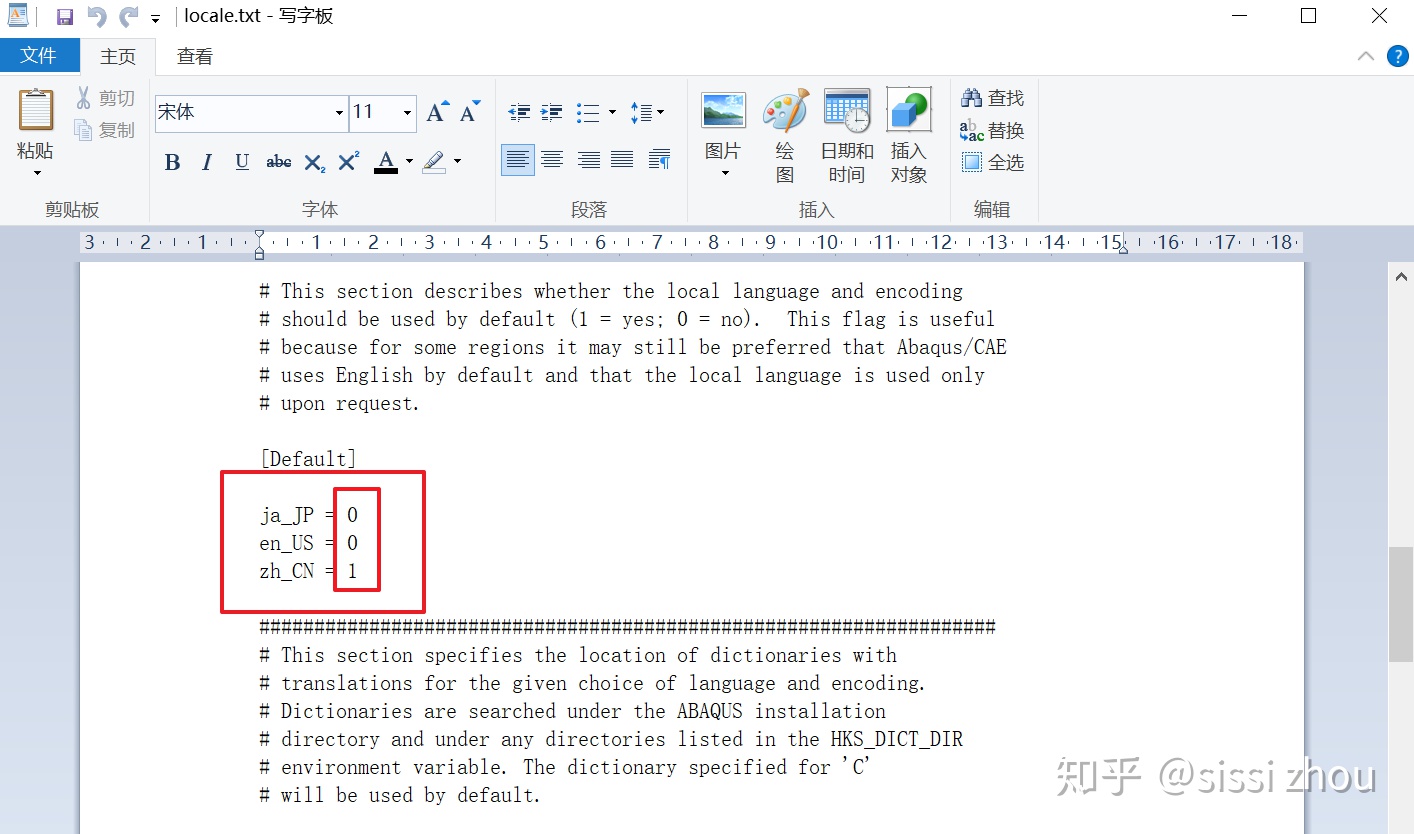 locale.txt - 写字板
文件 主页 查看
宋体 11
剪切
复制
粘贴
B I U abc X₂ X² A
图片
绘图
日期和时间
插入对象
查找
替换
全选
剪贴板 字体 段落 插入 编辑
3 2 1 1 2 3 4 5 6 7 8 9 10 11 12 13 14 15 16 17 18
# This section describes whether the local language and encoding
# should be used by default (1 = yes; 0 = no).  This flag is useful
# because for some regions it may still be preferred that Abaqus/CAE
# uses English by default and that the local language is used only
# upon request.
[Default]
ja_JP = 0
en_US = 0
zh_CN = 1
###################################################################
# This section specifies the location of dictionaries with
# translations for the given choice of language and encoding.
# Dictionaries are searched under the ABAQUS installation
# directory and under any directories listed in the HKS_DICT_DIR
# environment variable. The dictionary specified for 'C'
# will be used by default.
知乎 @sissi zhou